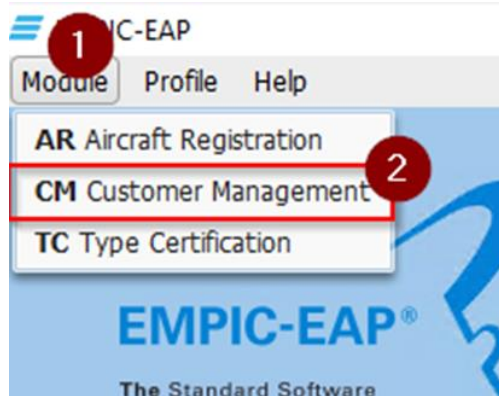 C-EAP
1
Module Profile Help
AR Aircraft Registration
2
CM Customer Management
TC Type Certification
EMPIC-EAP®
The Standard Software